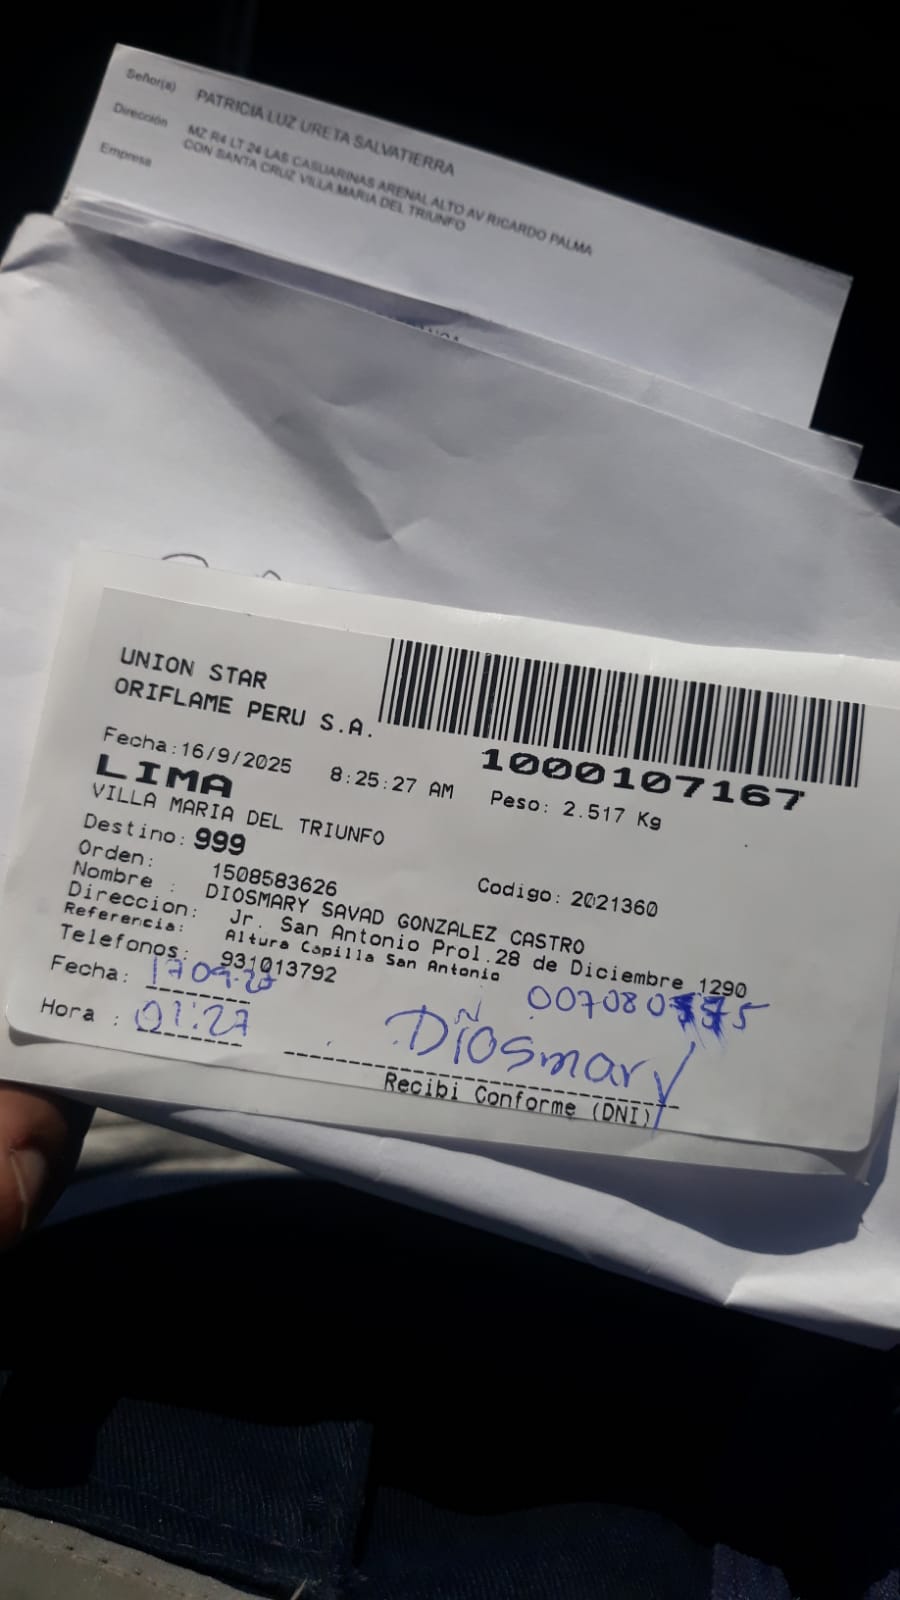 Señor(a) PATRICIA LUZ URETA SALVATIERRA
Dirección MZ R4 LT 24 LAS CASUARINAS ARENAL ALTO AV RICARDO PALMA
CON SANTA CRUZ VILLA MARIA DEL TRIUNFO
Empresa
UNION STAR
ORIFLAME PERU S.A.
1000107167
Fecha:16/9/2025 8:25:27 AM Peso: 2.517 Kg
LIMA
VILLA MARIA DEL TRIUNFO
Destino: 999
Orden: 1508583626 Codigo: 2021360
Nombre : DIOSMARY SAVAD GONZALEZ CASTRO
Direccion: Jr. San Antonio Prol.28 de Diciembre 1290
Referencia: Altura Capilla San Antonio
Telefonos: 931013792
Fecha:
Hora : 01:27
Diosmary
Recibi Conforme (DNI)